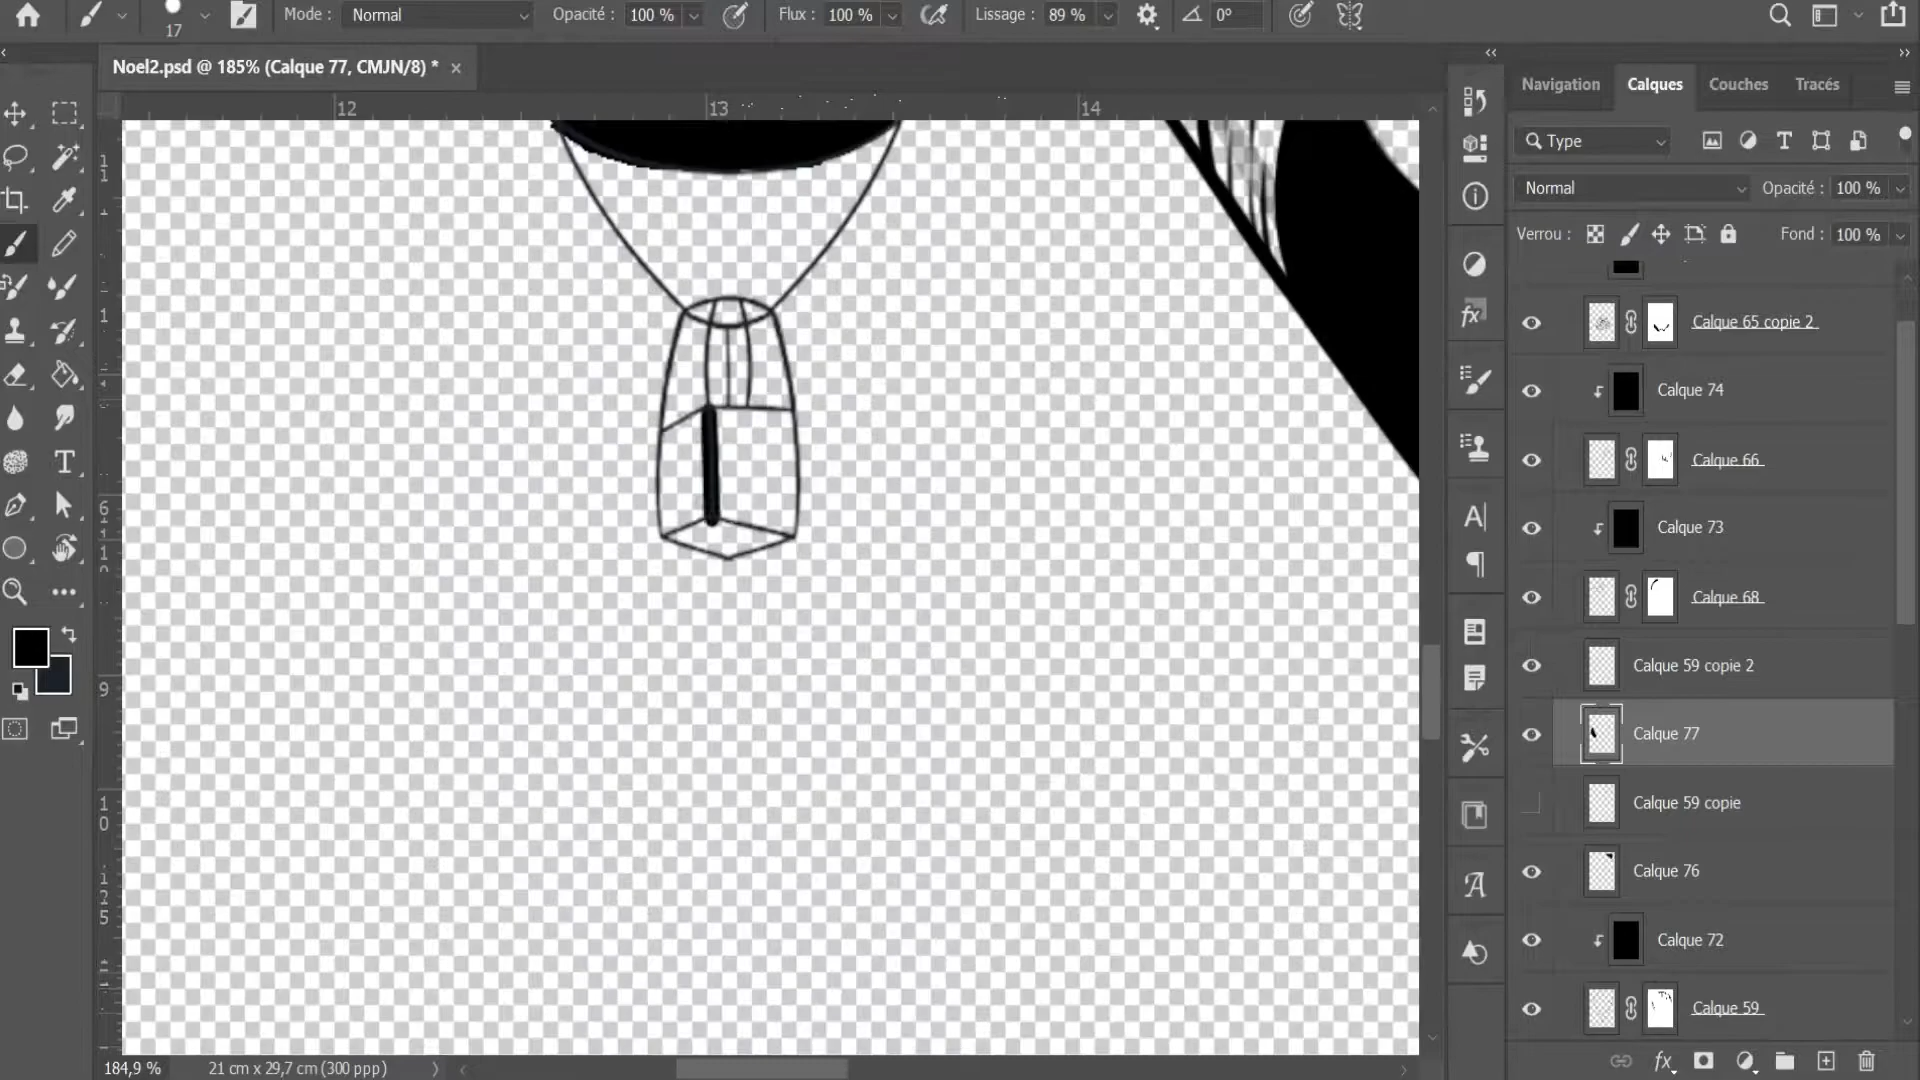 17
Mode : Normal
Opacité : 100 %
Flux : 100 %
Lissage : 89 %
0°
Noel2.psd @ 185% (Calque 77, CMJN/8) * ×
12 13 14
Navigation Calques Couches Tracés
Type
Normal
Opacité : 100 %
Verrou :
Fond : 100 %
Calque 65 copie 2
Calque 74
Calque 66
Calque 73
Calque 68
Calque 59 copie 2
Calque 77
Calque 59 copie
Calque 76
Calque 72
Calque 59
184,9 %
21 cm x 29,7 cm (300 ppp)